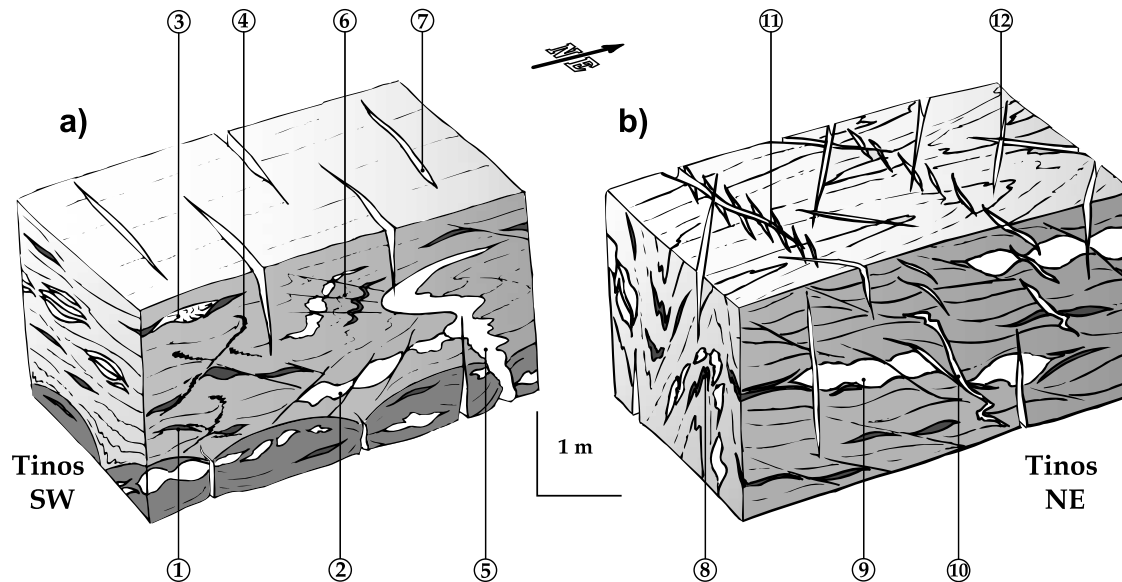 ③ ④ ⑥ ⑦ ⑪ ⑫
NE
a)
b)
1 m
Tinos
SW
Tinos
NE
① ② ⑤ ⑧ ⑨ ⑩